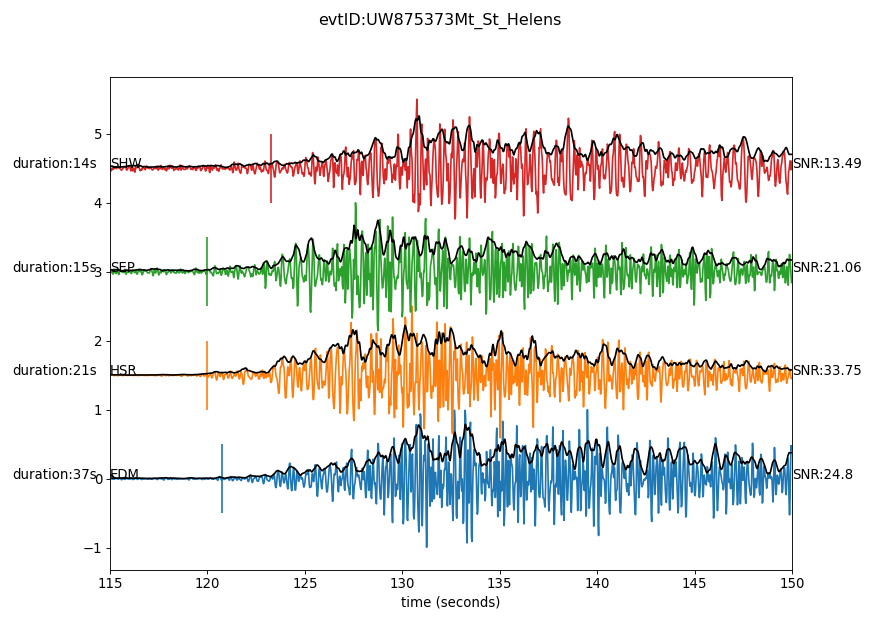 evtID:UW875373Mt_St_Helens
5
duration:14s SHW SNR:13.49
4
duration:15s SEP SNR:21.06
3
2
duration:21s HSR SNR:33.75
1
duration:37s EDM SNR:24.8
0
−1
115 120 125 130 135 140 145 150
time (seconds)